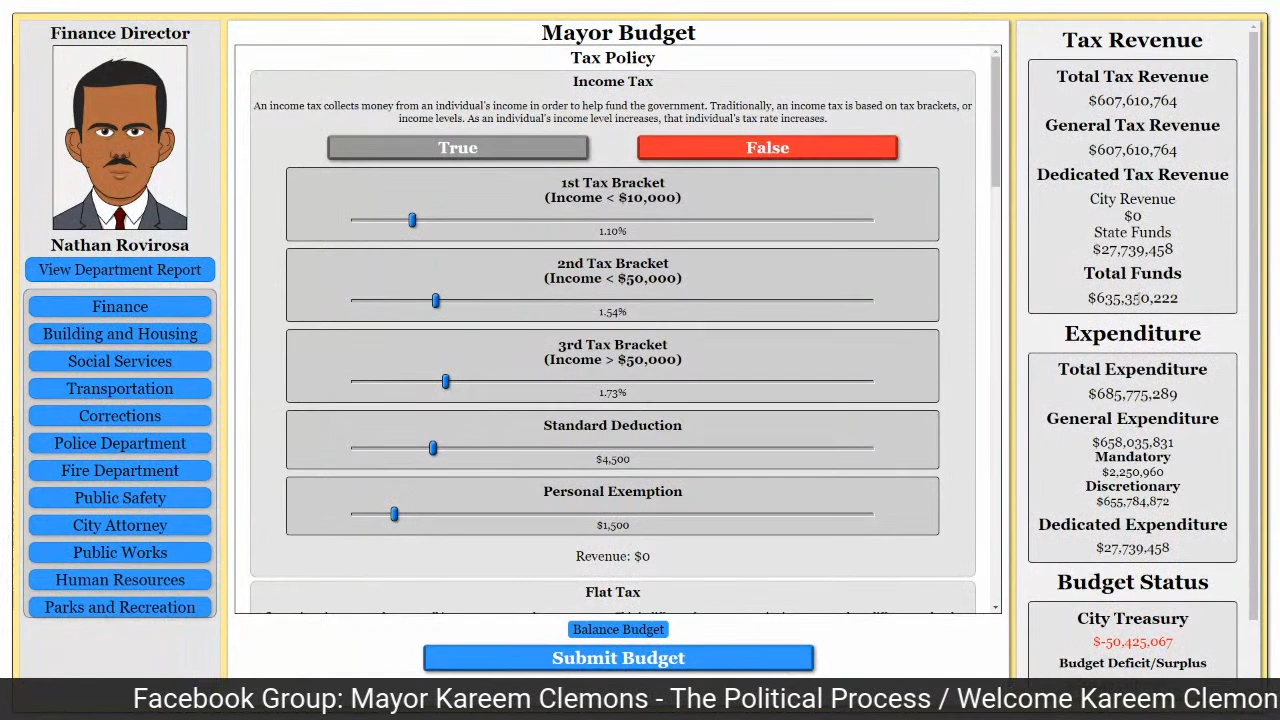 Finance Director
Nathan Rovirosa
View Department Report
Finance
Building and Housing
Social Services
Transportation
Corrections
Police Department
Fire Department
Public Safety
City Attorney
Public Works
Human Resources
Parks and Recreation
Mayor Budget
Tax Policy
Income Tax
An income tax collects money from an individual's income in order to help fund the government. Traditionally, an income tax is based on tax brackets, or
income levels. As an individual's income level increases, that individual's tax rate increases.
True
False
1st Tax Bracket
(Income < $10,000)
1.10%
2nd Tax Bracket
(Income < $50,000)
1.54%
3rd Tax Bracket
(Income > $50,000)
1.73%
Standard Deduction
$4,500
Personal Exemption
$1,500
Revenue: $0
Flat Tax
Balance Budget
Submit Budget
Tax Revenue
Total Tax Revenue
$607,610,764
General Tax Revenue
$607,610,764
Dedicated Tax Revenue
City Revenue
$0
State Funds
$27,739,458
Total Funds
$635,350,222
Expenditure
Total Expenditure
$685,775,289
General Expenditure
$658,035,831
Mandatory
$2,250,960
Discretionary
$655,784,872
Dedicated Expenditure
$27,739,458
Budget Status
City Treasury
$-50,425,067
Budget Deficit/Surplus
Facebook Group: Mayor Kareem Clemons - The Political Process / Welcome Kareem Clemon